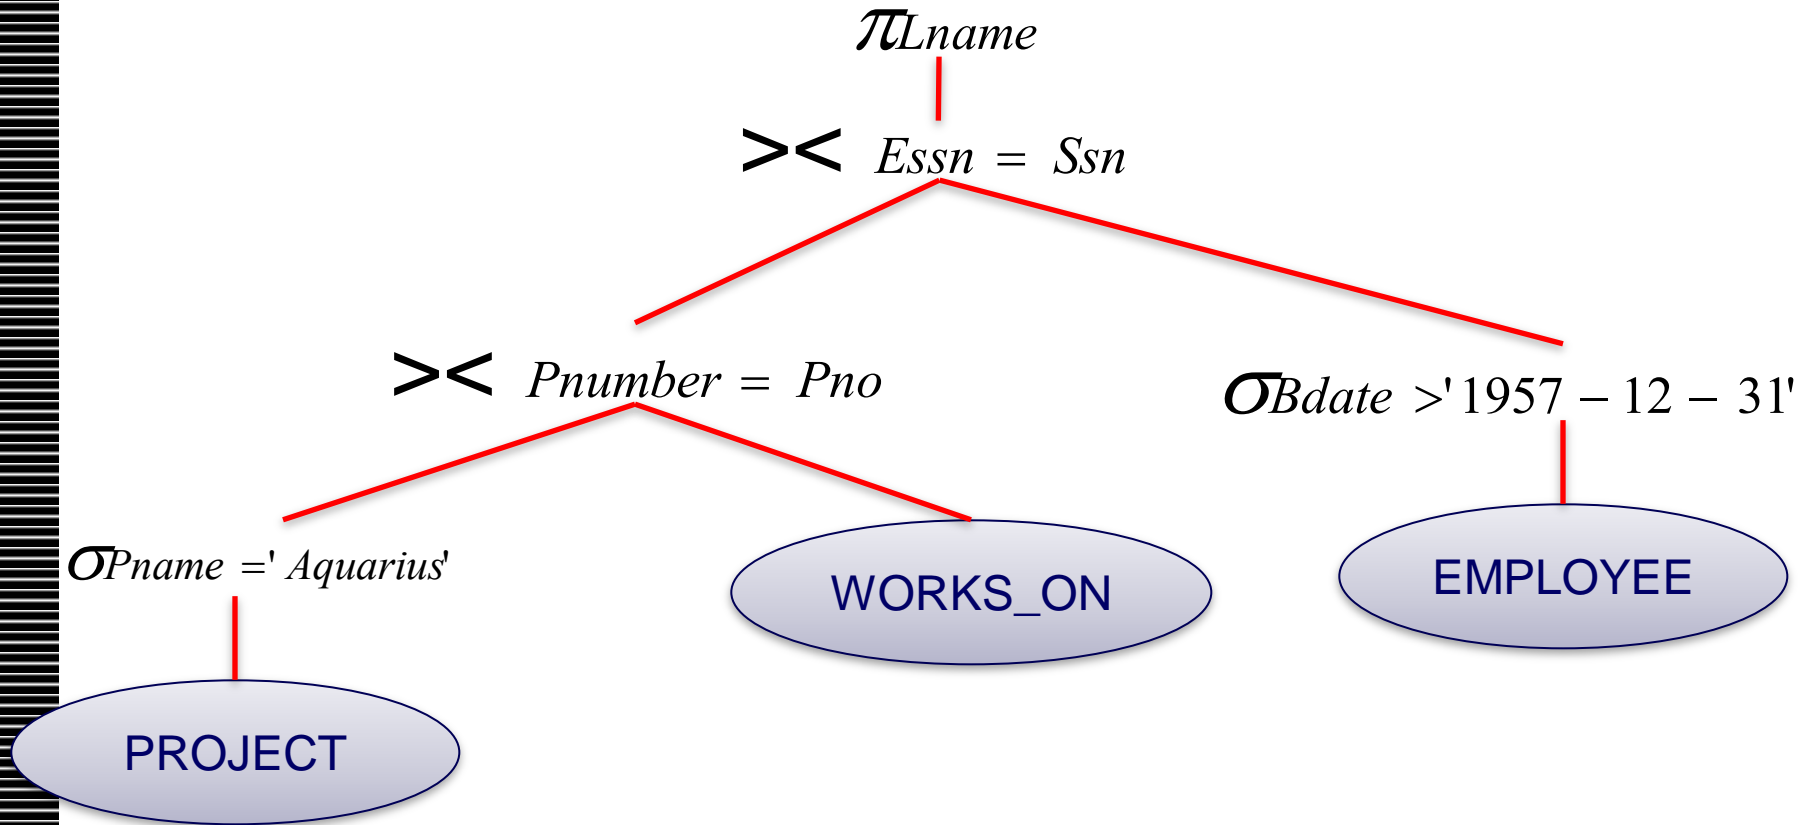 πLname
>< Essn = Ssn
>< Pnumber = Pno
σBdate >'1957 – 12 – 31'
σPname =' Aquarius'
WORKS_ON
EMPLOYEE
PROJECT